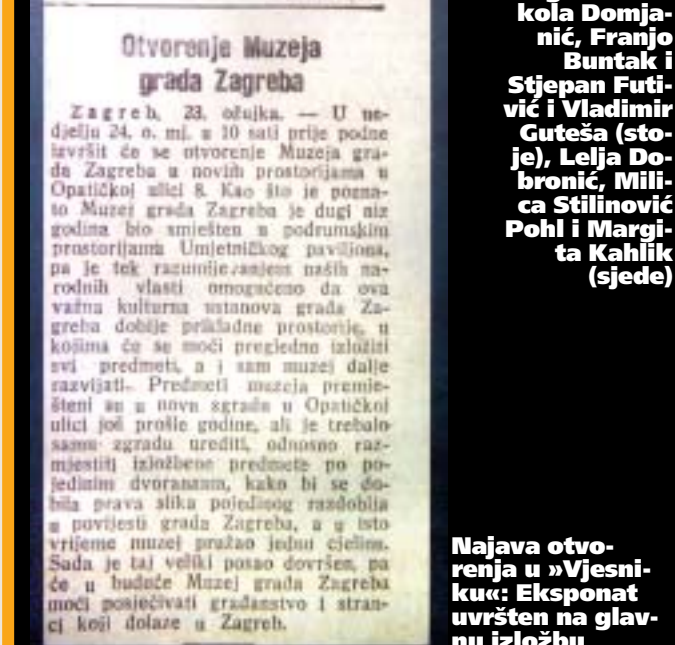 Otvorenje Muzeja
grada Zagreba
Zagreb, 23. ožujka. — U ne-
djelju 24. o. mj. u 10 sati prije podne
izvršit će se otvorenje Muzeja gra-
da Zagreba u novim prostorijama u
Opatičkoj ulici 8. Kao što je pozna-
to Muzej grada Zagreba je dugi niz
godina bio smješten u podrumskim
prostorijama Umjetničkog paviljona,
pa je tek razumijevanjem naših na-
rodnih vlasti omogućeno da ova
važna kulturna ustanova grada Za-
greba dobije prikladne prostorije, u
kojima će se moći pregledno izložiti
svi predmeti, a i sam muzej dalje
razvijati. Predmeti muzeja premje-
šteni su u novu zgradu u Opatičkoj
ulici još prošle godine, ali je trebalo
samu zgradu urediti, odnosno raz-
mjestiti izložbene predmete po po-
jedinim dvoranama, kako bi se do-
bila prava slika pojedinog razdoblja
u povijesti grada Zagreba, a u isto
vrijeme muzej pružao jednu cjelinu.
Sada je taj veliki posao dovršen, pa
će u buduće Muzej grada Zagreba
moći posjećivati građanstvo i stran-
ci koji dolaze u Zagreb.
kola Domja-
nić, Franjo
Buntak i
Stjepan Futi-
vić i Vladimir
Guteša (sto-
je), Lelja Do-
bronić, Mili-
ca Stilinović
Pohl i Margi-
ta Kahlik
(sjede)
Najava otvo-
renja u »Vjesni-
ku«: Eksponat
uvršten na glav-
nu izložbu